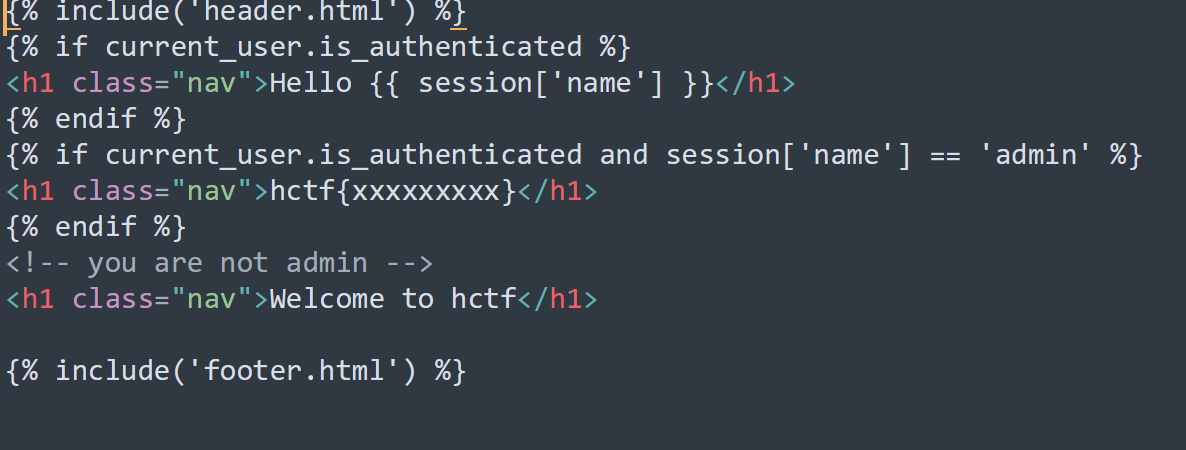 {% include('header.html') %}
{% if current_user.is_authenticated %}
<h1 class="nav">Hello {{ session['name'] }}</h1>
{% endif %}
{% if current_user.is_authenticated and session['name'] == 'admin' %}
<h1 class="nav">hctf{xxxxxxxxx}</h1>
{% endif %}
<!-- you are not admin -->
<h1 class="nav">Welcome to hctf</h1>
{% include('footer.html') %}